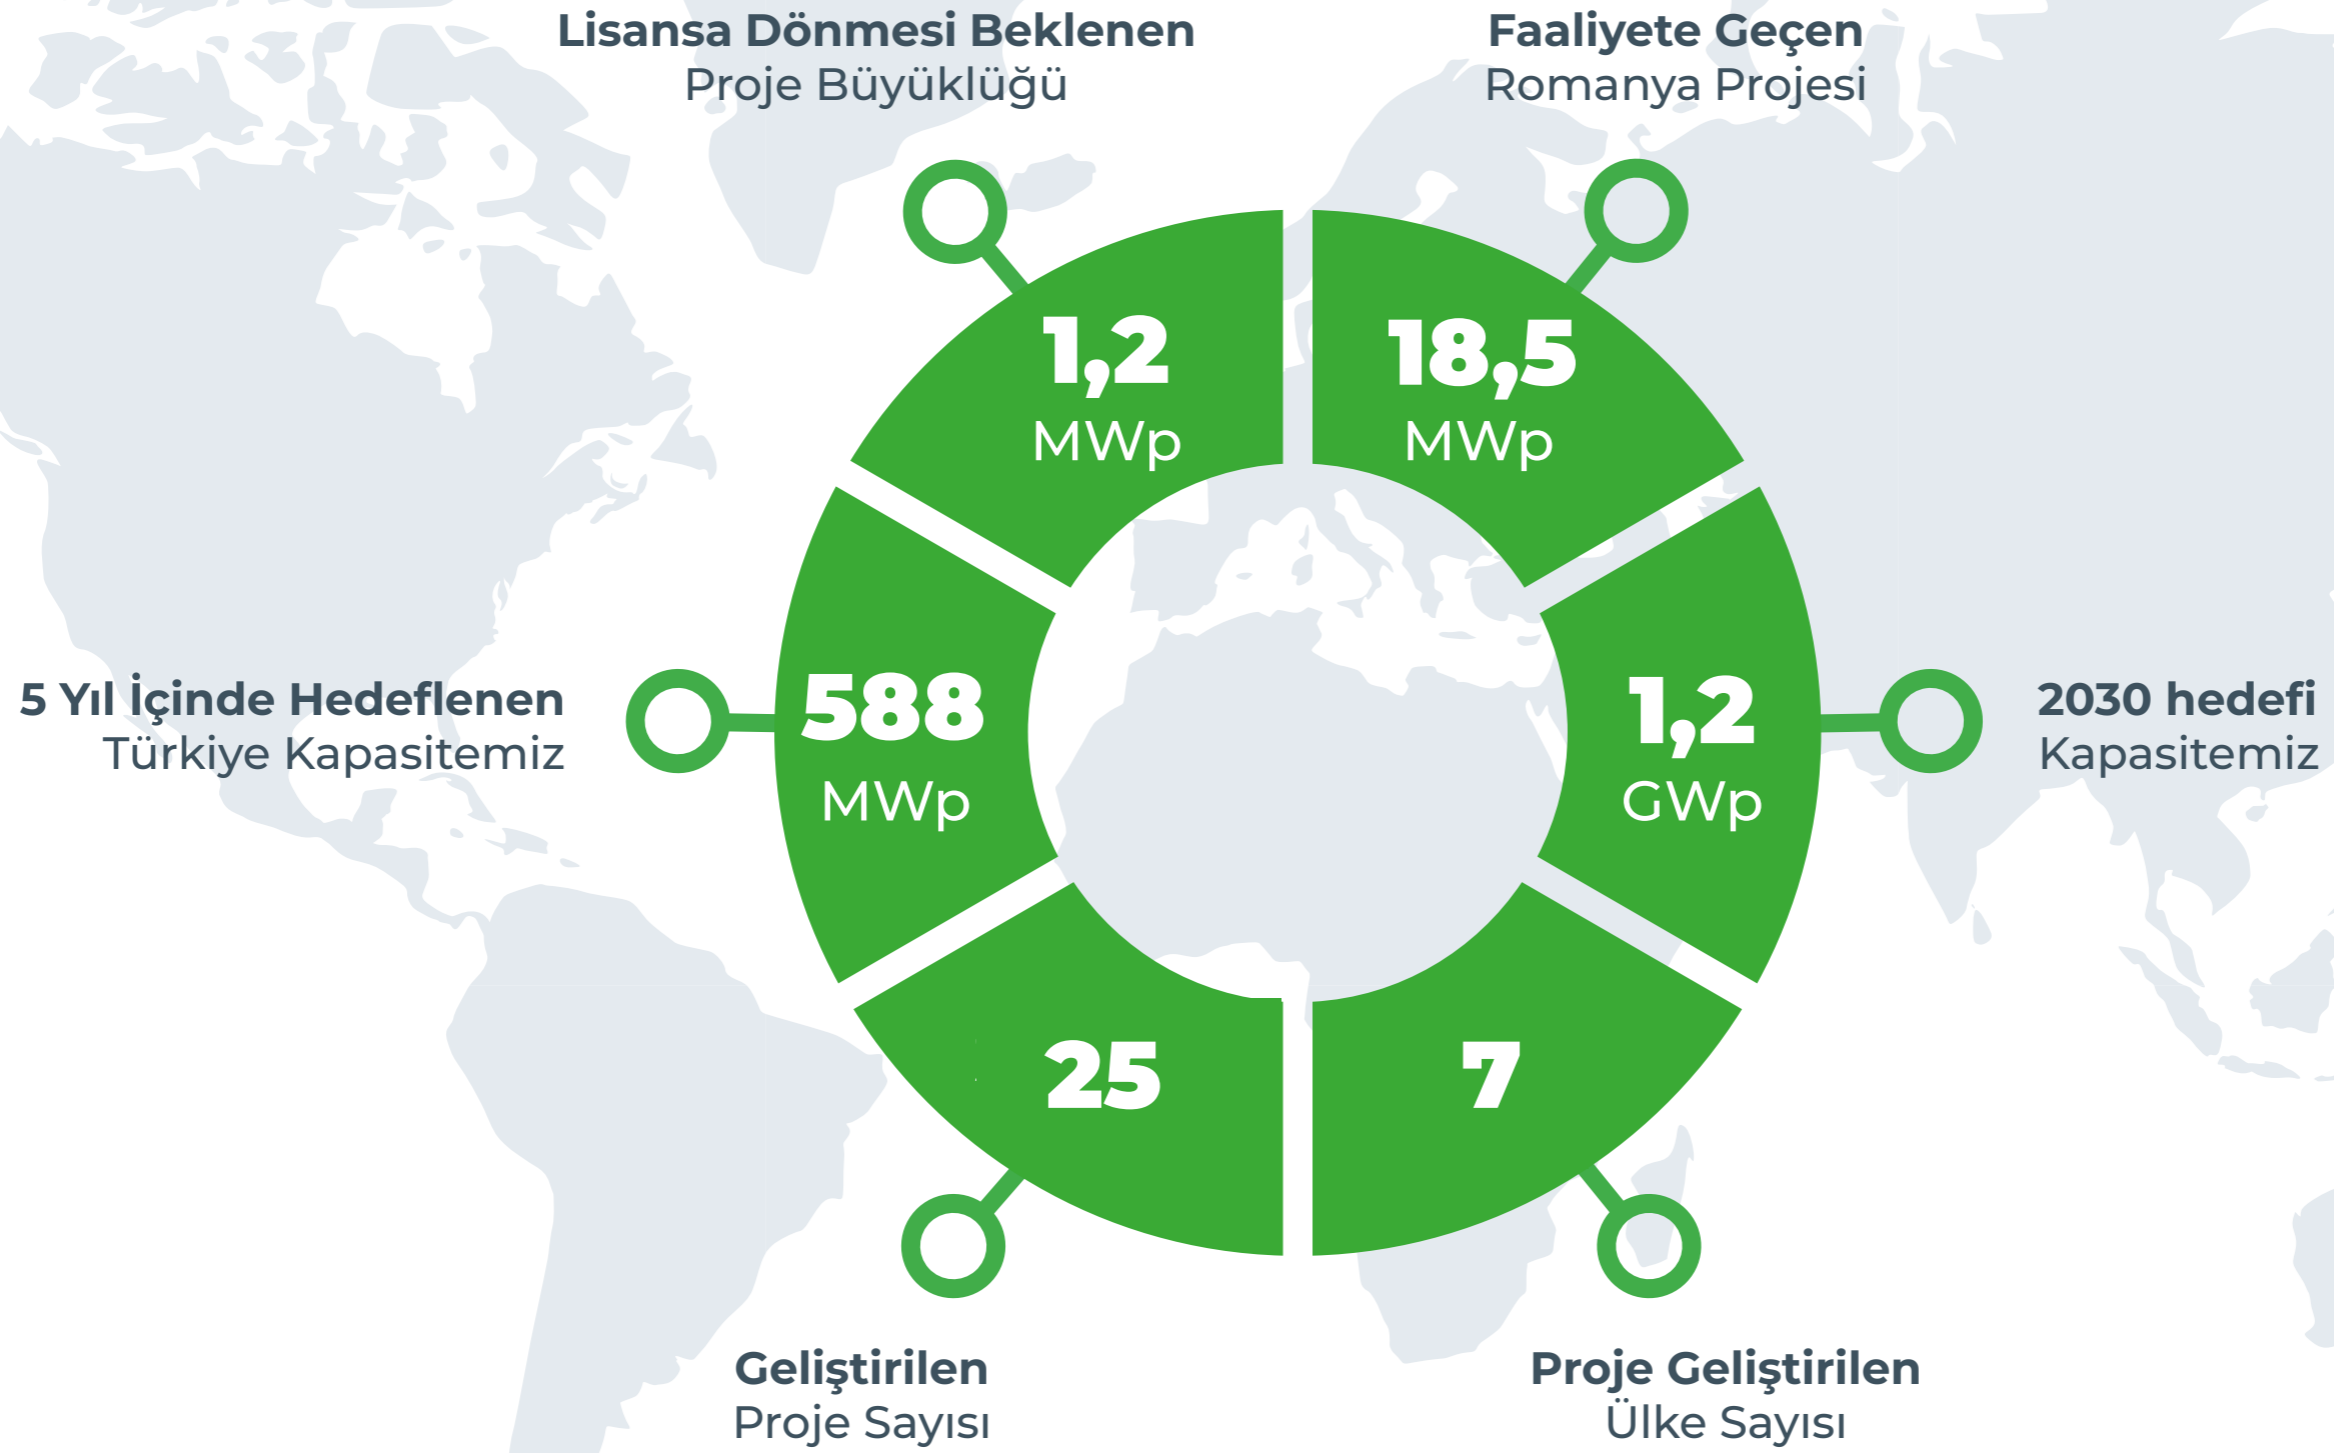 Lisansa Dönmesi Beklenen
Proje Büyüklüğü
1,2
MWp
Faaliyete Geçen
Romanya Projesi
18,5
MWp
5 Yıl İçinde Hedeflenen
Türkiye Kapasitemiz
588
MWp
1,2
GWp
2030 hedefi
Kapasitemiz
25
Geliştirilen
Proje Sayısı
7
Proje Geliştirilen
Ülke Sayısı